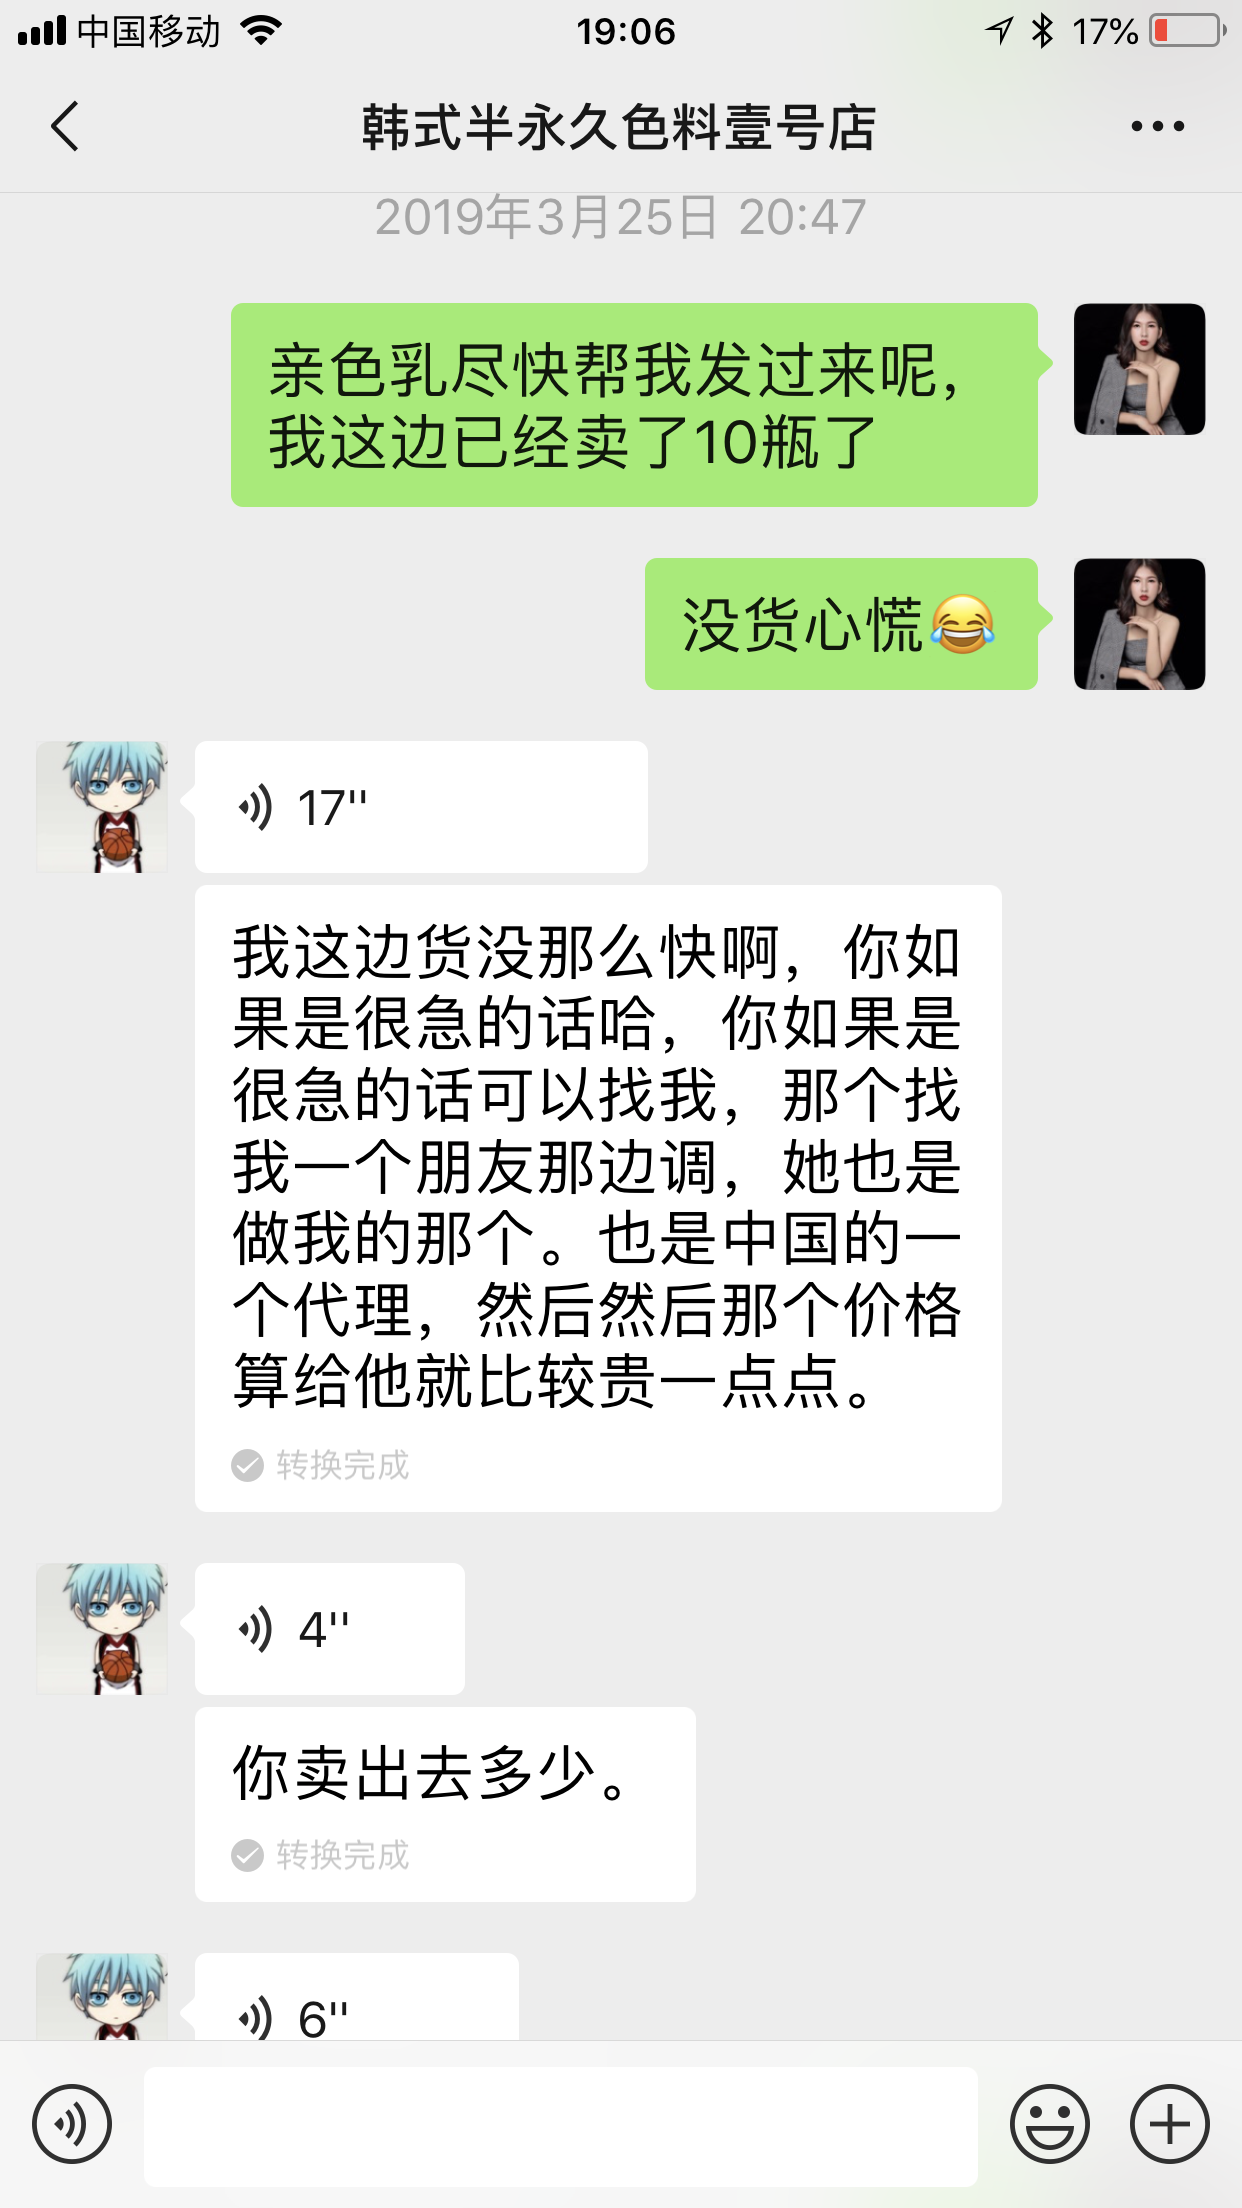 中国移动
19:06
17%
韩式半永久色料壹号店
2019年3月25日 20:47
亲色乳尽快帮我发过来呢，
我这边已经卖了10瓶了
没货心慌😂
17''
我这边货没那么快啊，你如
果是很急的话哈，你如果是
很急的话可以找我，那个找
我一个朋友那边调，她也是
做我的那个。也是中国的一
个代理，然后然后那个价格
算给他就比较贵一点点。
转换完成
4''
你卖出去多少。
转换完成
6''